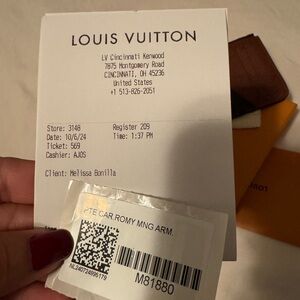 LOUIS VUITTON
LV Cincinnati Kenwood
7875 Montgomery Road
CINCINNATI, OH 45236
United States
+1 513-826-2051
Store: 3148 Register 209
Date: 10/6/24 Time: 1:37 PM
Ticket: 569
Cashier: AJOS
Client: Melissa Bonilla
PTE CAR.ROMY MNG ARM.
M81880